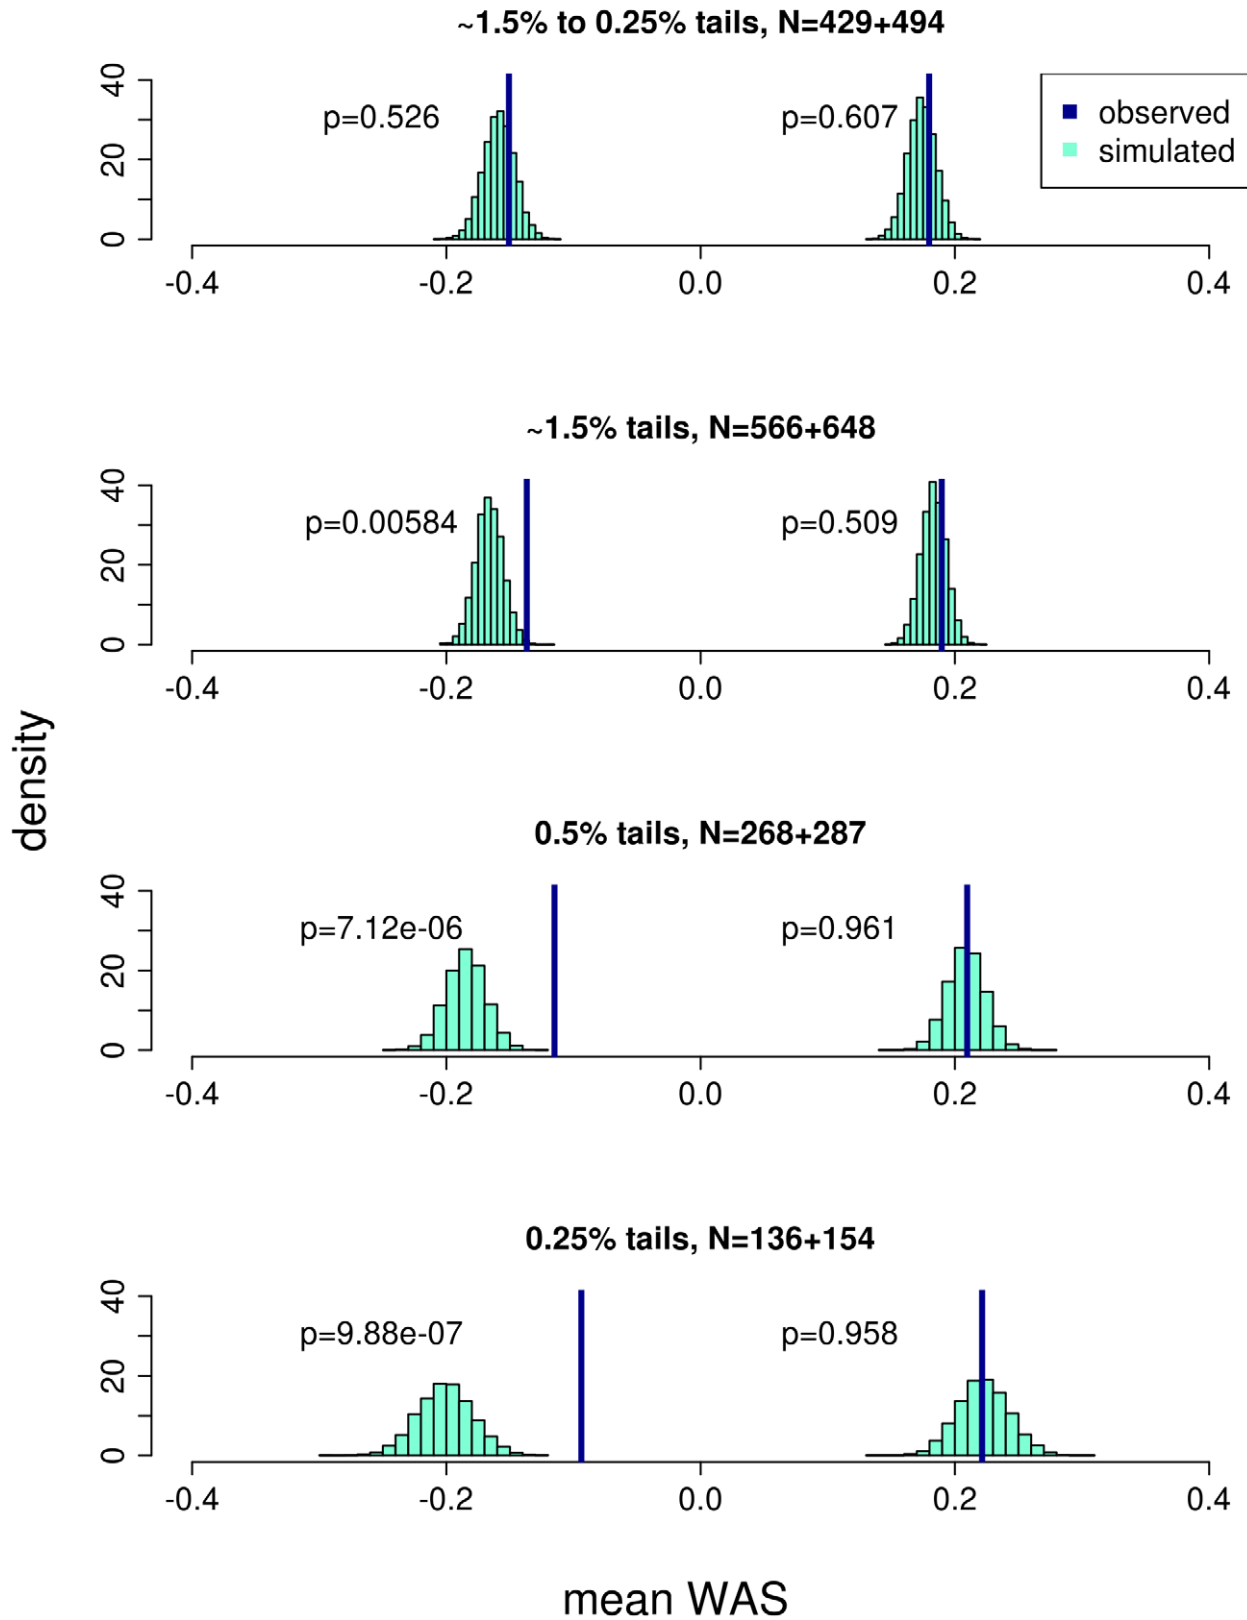 ~1.5% to 0.25% tails, N=429+494
p=0.526
p=0.607
observed
simulated
0 20 40
-0.4 -0.2 0.0 0.2 0.4
~1.5% tails, N=566+648
p=0.00584
p=0.509
0 20 40
-0.4 -0.2 0.0 0.2 0.4
density
0.5% tails, N=268+287
p=7.12e-06
p=0.961
0 20 40
-0.4 -0.2 0.0 0.2 0.4
0.25% tails, N=136+154
p=9.88e-07
p=0.958
0 20 40
-0.4 -0.2 0.0 0.2 0.4
mean WAS